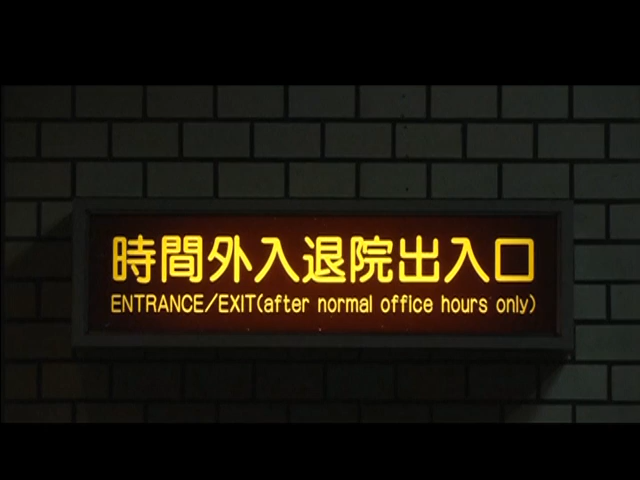 時間外入退院出入口
ENTRANCE/EXIT(after normal office hours only)